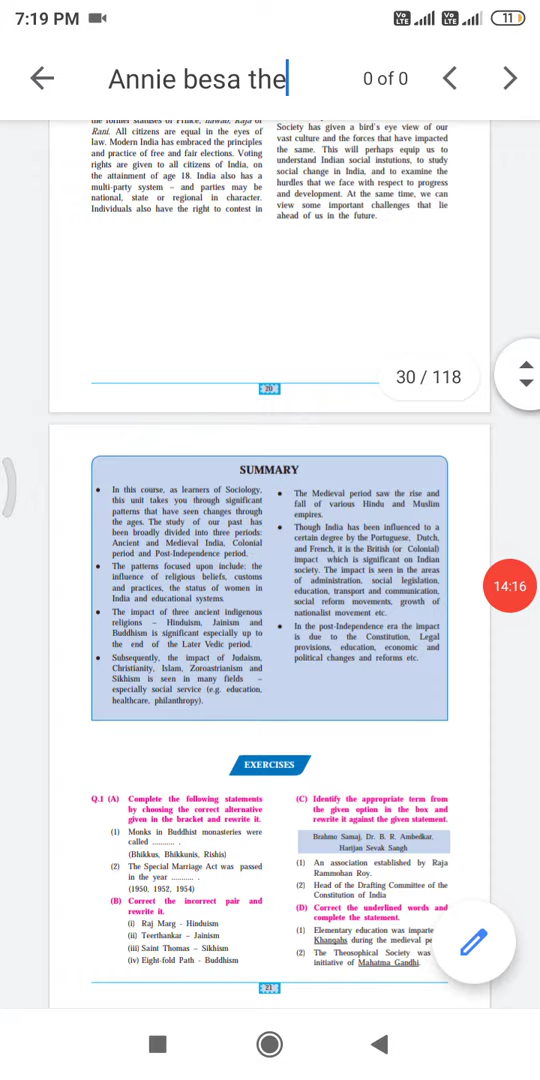 7:19 PM
Vo LTE Vo LTE 11
Annie besa the 0 of 0
Rani. All citizens are equal in the eyes of
law. Modern India has embraced the principles
and practice of free and fair elections. Voting
rights are given to all citizens of India, on
the attainment of age 18. India also has a
multi-party system – and parties may be
national, state or regional in character.
Individuals also have the right to contest in
Society has given a bird's eye view of our
vast culture and the forces that have impacted
the same. This will perhaps equip us to
understand Indian social instutions, to study
social change in India, and to examine the
hurdles that we face with respect to progress
and development. At the same time, we can
view some important challenges that lie
ahead of us in the future.
20
30 / 118
SUMMARY
• In this course, as learners of Sociology,
this unit takes you through significant
patterns that have seen changes through
the ages. The study of our past has
been broadly divided into three periods:
Ancient and Medieval India, Colonial
period and Post-Independence period.
• The patterns focused upon include: the
influence of religious beliefs, customs
and practices, the status of women in
India and educational systems.
• The impact of three ancient indigenous
religions – Hinduism, Jainism and
Buddhism is significant especially up to
the end of the Later Vedic period.
• Subsequently, the impact of Judaism,
Christianity, Islam, Zoroastrianism and
Sikhism is seen in many fields –
especially social service (e.g. education,
healthcare, philanthropy).
• The Medieval period saw the rise and
fall of various Hindu and Muslim
empires.
• Though India has been influenced to a
certain degree by the Portuguese, Dutch,
and French, it is the British (or Colonial)
impact which is significant on Indian
society. The impact is seen in the areas
of administration, social legislation,
education, transport and communication,
social reform movements, growth of
nationalist movement etc.
• In the post-Independence era the impact
is due to the Constitution, Legal
provisions, education, economic and
political changes and reforms etc.
14:16
EXERCISES
Q.1 (A) Complete the following statements
by choosing the correct alternative
given in the bracket and rewrite it.
(1) Monks in Buddhist monasteries were
called .......... .
(Bhikkus, Bhikkunis, Rishis)
(2) The Special Marriage Act was passed
in the year .......... .
(1950, 1952, 1954)
(B) Correct the incorrect pair and
rewrite it.
(i) Raj Marg - Hinduism
(ii) Teerthankar – Jainism
(iii) Saint Thomas – Sikhism
(iv) Eight-fold Path - Buddhism
(C) Identify the appropriate term from
the given option in the box and
rewrite it against the given statement.
Brahmo Samaj, Dr. B. R. Ambedkar,
Harijan Sevak Sangh
(1) An association established by Raja
Rammohan Roy.
(2) Head of the Drafting Committee of the
Constitution of India
(D) Correct the underlined words and
complete the statement.
(1) Elementary education was
Khanqahs during the medieval
(2) The Theosophical Society was
initiative of Mahatma Gandhi.
21